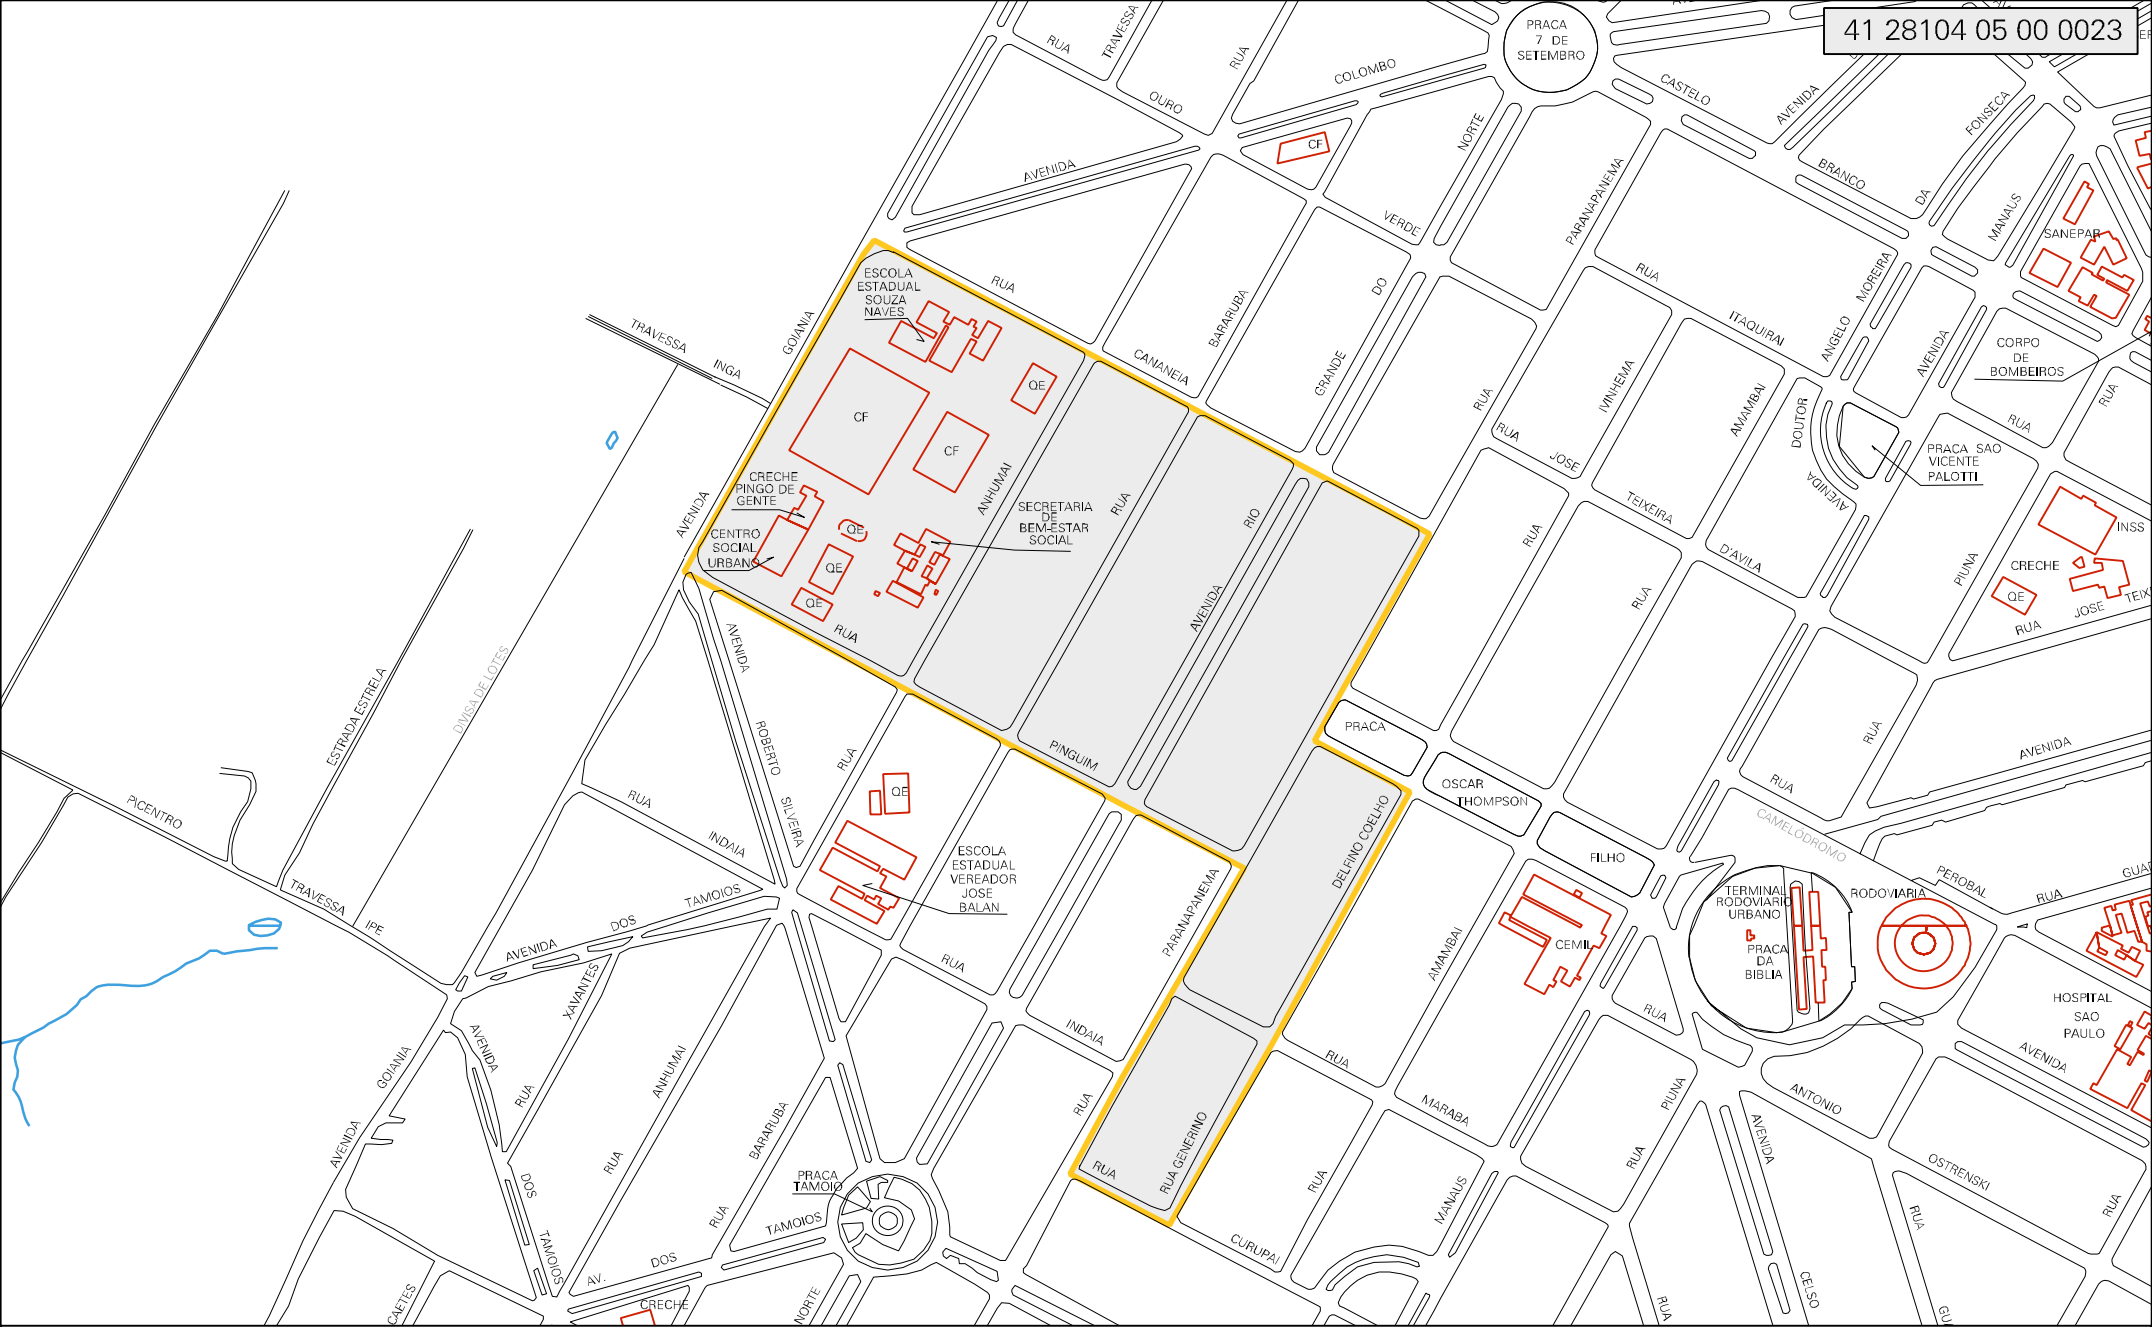 41 28104 05 00 0023
PRACA
7 DE
SETEMBRO
RUA
TRAVESSA
RUA
OURO
COLOMBO
CASTELO
AVENIDA
FONSECA
NORTE
CF
AVENIDA
BRANCO
DA
MANAUS
PARANAPANEMA
VERDE
SANEPAR
RUA
ESCOLA
ESTADUAL
SOUZA
NAVES
RUA
BARARUBA
DO
MOREIRA
ITAQUIRAI
ANGELO
AVENIDA
GOIANIA
TRAVESSA
INGA
CANANEIA
GRANDE
CORPO
DE
BOMBEIROS
RUA
QE
IVINHEMA
AMAMBAI
RUA
RUA
DOUTOR
RUA
CF
CF
RUA
JOSE
PRACA SAO
VICENTE
PALOTTI
AVENIDA
CRECHE
PINGO DE
GENTE
ANHUMAI
RUA
SECRETARIA
DE
BEM-ESTAR
SOCIAL
RIO
TEIXEIRA
AVENIDA
INSS
QE
CENTRO
SOCIAL
URBANO
QE
RUA
D'AVILA
PIUNA
CRECHE
QE
JOSE
TEIX
RUA
QE
RUA
AVENIDA
RUA
AVENIDA
DIVISA DE LOTES
ESTRADA ESTRELA
ROBERTO
RUA
PINGUIM
PRACA
RUA
AVENIDA
OSCAR
THOMPSON
RUA
QE
PICENTRO
RUA
SILVEIRA
INDAIA
DELFINO COELHO
CAMELÓDROMO
FILHO
ESCOLA
ESTADUAL
VEREADOR
JOSE
BALAN
PARANAPANEMA
TRAVESSA
IPE
AVENIDA
DOS
TAMOIOS
TERMINAL
RODOVIARIO
URBANO
RODOVIARIA
PEROBAL
RUA
GUAI
CEMIL
PRACA
DA
BIBLIA
RUA
AMAMBAI
XAVANTES
HOSPITAL
SAO
PAULO
AVENIDA
RUA
INDAIA
RUA
AVENIDA
GOIANIA
ANHUMAI
RUA
MARABA
PIUNA
ANTONIO
AVENIDA
RUA
RUA
BARARUBA
AVENIDA
RUA
RUA
RUA GENERINO
RUA
RUA
OSTRENSKI
PRACA
TAMOIO
DOS
MANAUS
RUA
RUA
RUA
TAMOIOS
TAMOIOS
CURUPAI
AV.
DOS
CELSO
CAETES
CRECHE
NORTE
RUA